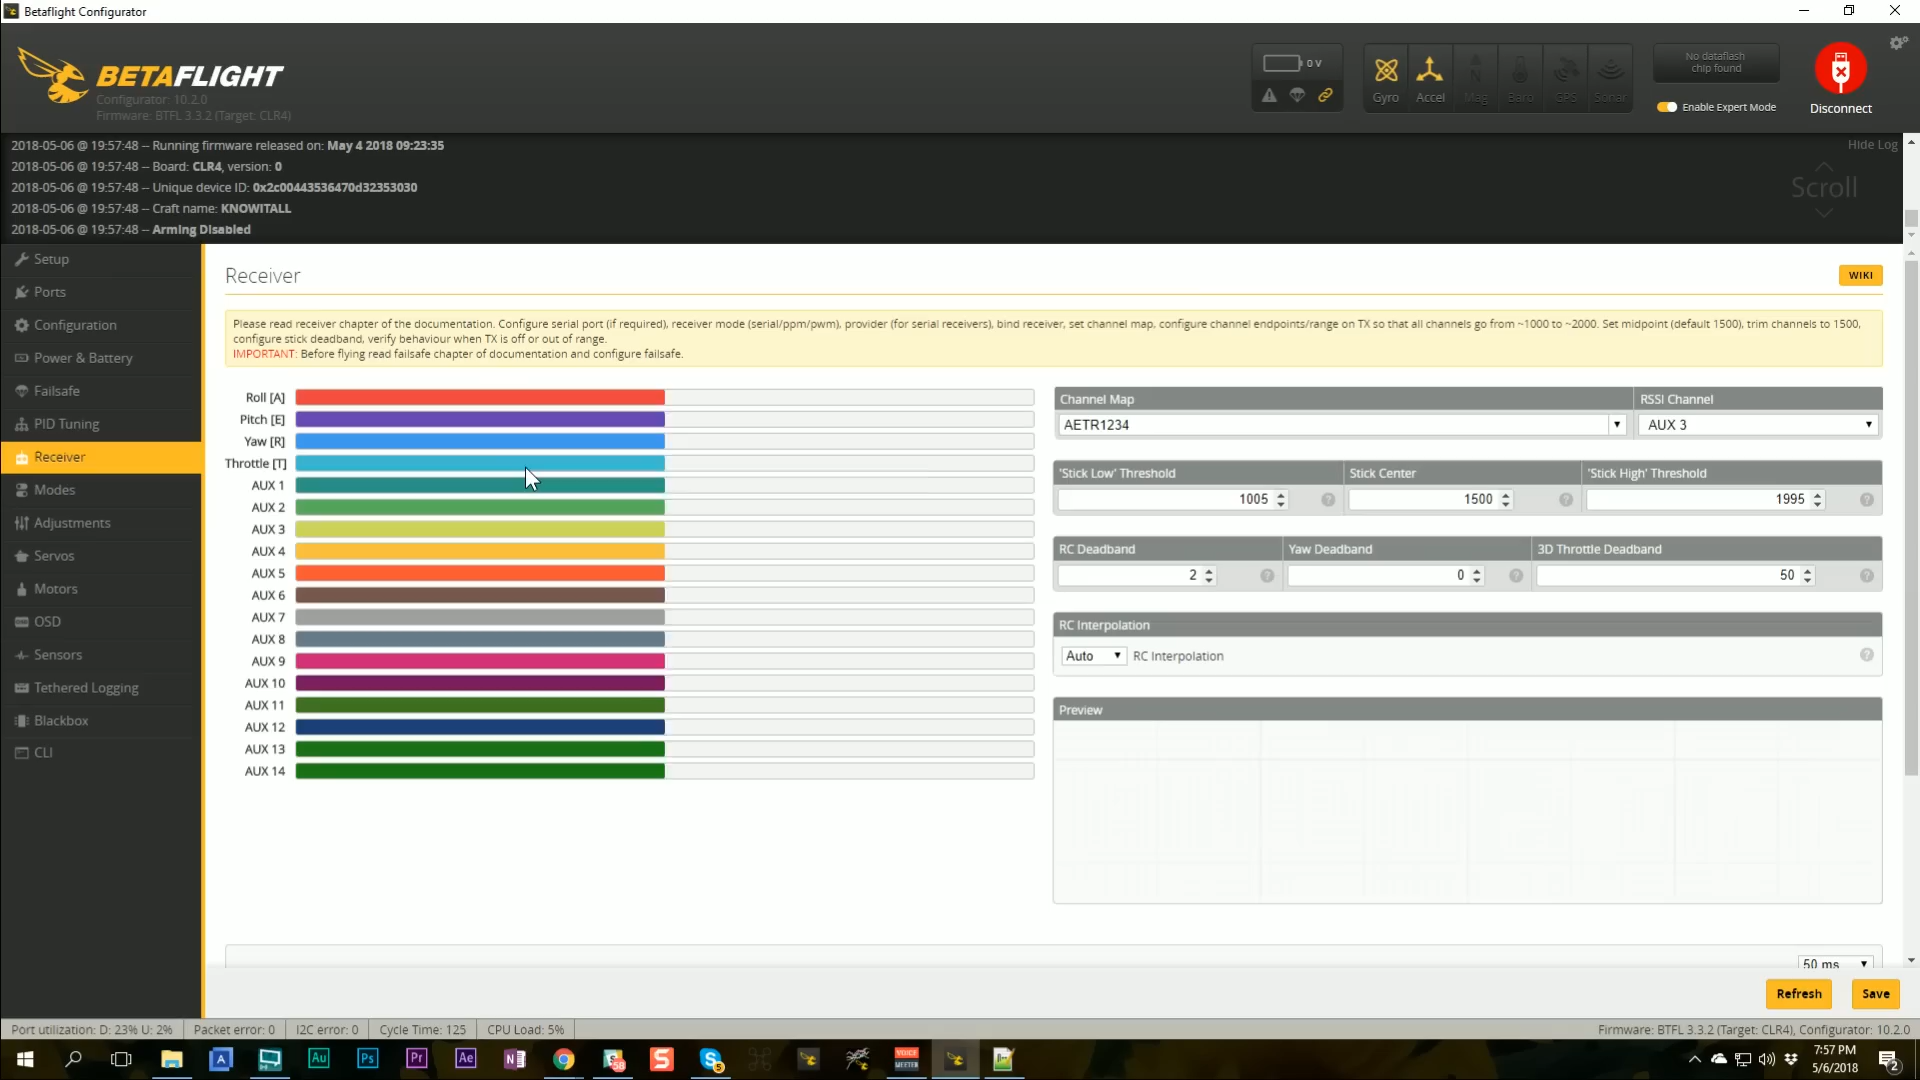 Betaflight Configurator
BETAFLIGHT
Configurator: 10.2.0
Firmware: BTFL 3.3.2 (Target: CLR4)
0 V
Gyro
Accel
Mag
Baro
GPS
Sonar
No dataflash
chip found
Enable Expert Mode
Disconnect
2018-05-06 @ 19:57:48 -- Running firmware released on: May 4 2018 09:23:35
2018-05-06 @ 19:57:48 -- Board: CLR4, version: 0
2018-05-06 @ 19:57:48 -- Unique device ID: 0x2c00443536470d32353030
2018-05-06 @ 19:57:48 -- Craft name: KNOWITALL
2018-05-06 @ 19:57:48 -- Arming Disabled
Hide Log
Scroll
Setup
Ports
Configuration
Power & Battery
Failsafe
PID Tuning
Receiver
Modes
Adjustments
Servos
Motors
OSD
Sensors
Tethered Logging
Blackbox
CLI
Receiver
WIKI
Please read receiver chapter of the documentation. Configure serial port (if required), receiver mode (serial/ppm/pwm), provider (for serial receivers), bind receiver, set channel map, configure channel endpoints/range on TX so that all channels go from ~1000 to ~2000. Set midpoint (default 1500), trim channels to 1500,
configure stick deadband, verify behaviour when TX is off or out of range.
IMPORTANT: Before flying read failsafe chapter of documentation and configure failsafe.
Roll [A]
Pitch [E]
Yaw [R]
Throttle [T]
AUX 1
AUX 2
AUX 3
AUX 4
AUX 5
AUX 6
AUX 7
AUX 8
AUX 9
AUX 10
AUX 11
AUX 12
AUX 13
AUX 14
Channel Map
RSSI Channel
AETR1234
AUX 3
'Stick Low' Threshold
Stick Center
'Stick High' Threshold
1005
1500
1995
RC Deadband
Yaw Deadband
3D Throttle Deadband
2
0
50
RC Interpolation
Auto
RC Interpolation
Preview
50 ms
Refresh
Save
Port utilization: D: 23% U: 2%
Packet error: 0
I2C error: 0
Cycle Time: 125
CPU Load: 5%
Firmware: BTFL 3.3.2 (Target: CLR4), Configurator: 10.2.0
A
Au
Ps
Pr
Ae
N
58
S
5
VOICE
MEETER
7:57 PM
5/6/2018
2